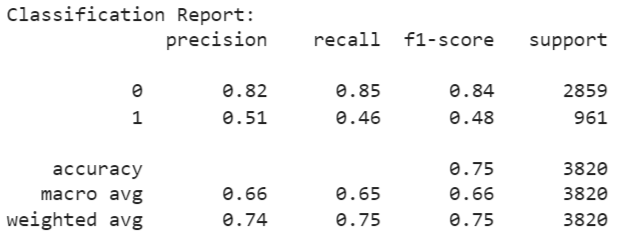 Classification Report:
precision recall f1-score support
0 0.82 0.85 0.84 2859
1 0.51 0.46 0.48 961
accuracy 0.75 3820
macro avg 0.66 0.65 0.66 3820
weighted avg 0.74 0.75 0.75 3820